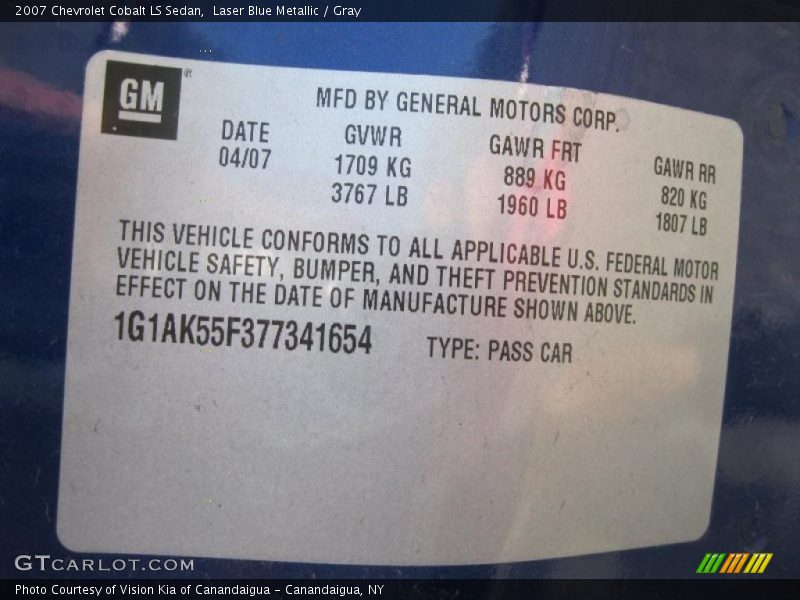 2007 Chevrolet Cobalt LS Sedan, Laser Blue Metallic / Gray
GM®
MFD BY GENERAL MOTORS CORP.
DATE GVWR GAWR FRT GAWR RR
04/07 1709 KG 889 KG 820 KG
3767 LB 1960 LB 1807 LB
THIS VEHICLE CONFORMS TO ALL APPLICABLE U.S. FEDERAL MOTOR
VEHICLE SAFETY, BUMPER, AND THEFT PREVENTION STANDARDS IN
EFFECT ON THE DATE OF MANUFACTURE SHOWN ABOVE.
1G1AK55F377341654 TYPE: PASS CAR
GTCARLOT.COM
Photo Courtesy of Vision Kia of Canandaigua - Canandaigua, NY